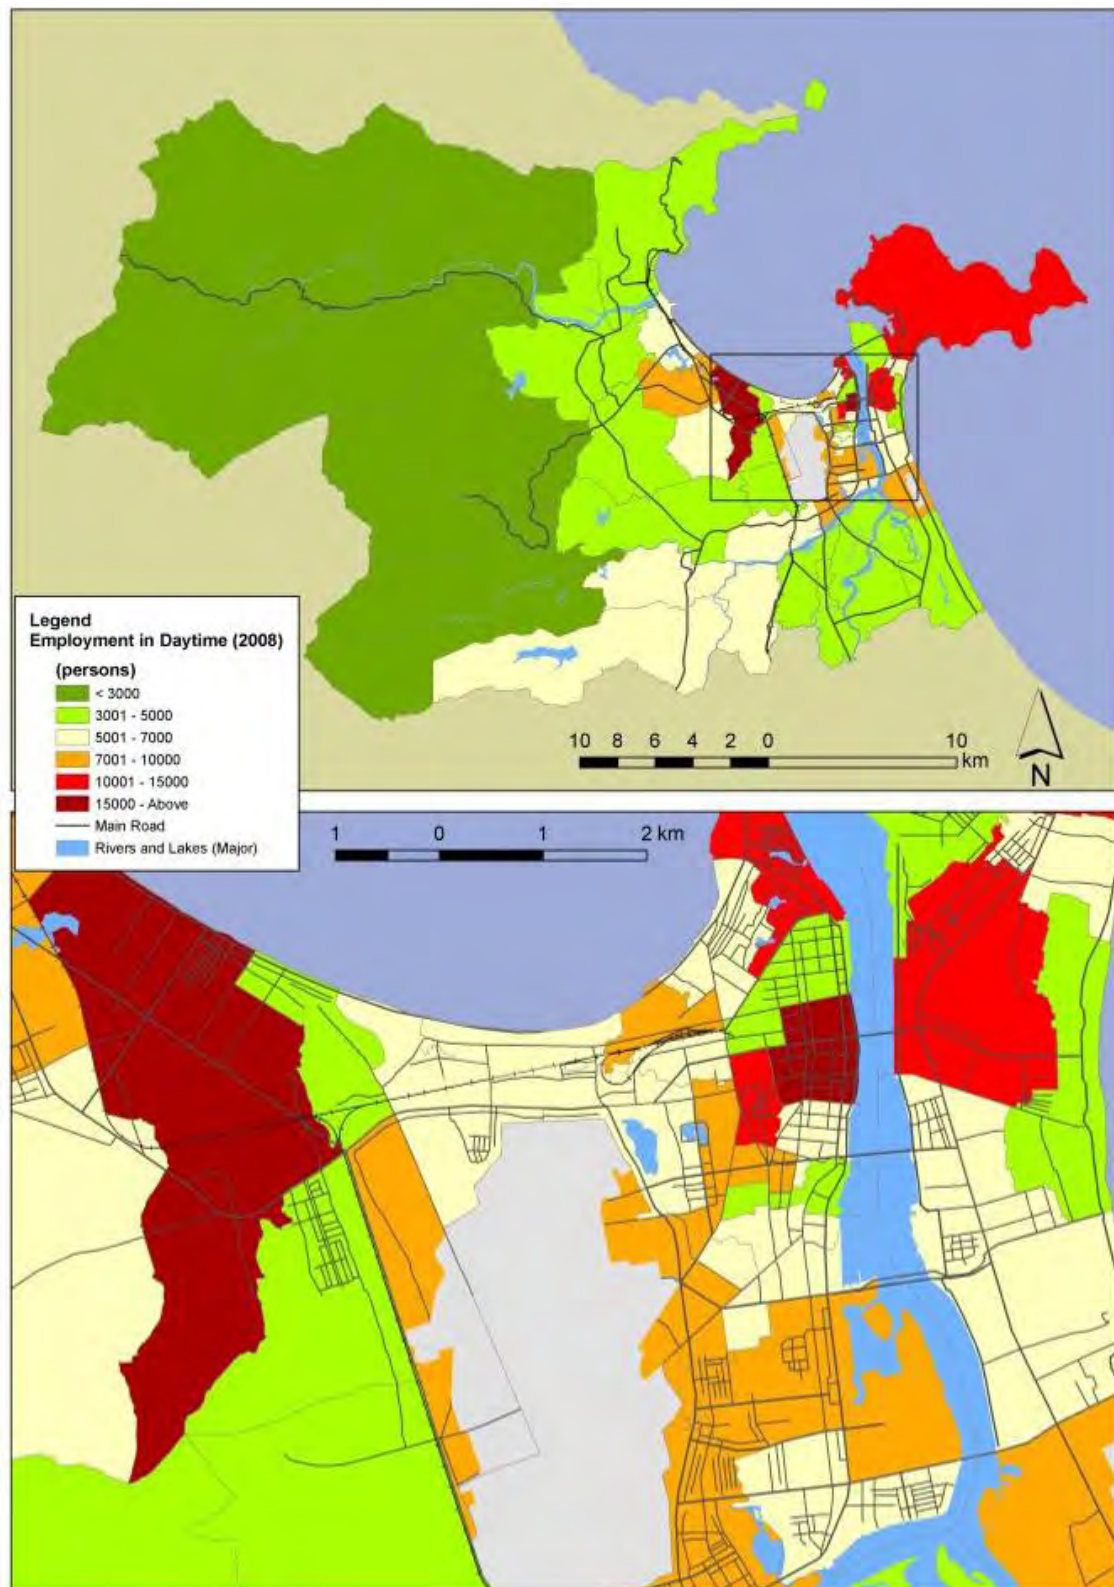 Legend
Employment in Daytime (2008)
(persons)
< 3000
3001 - 5000
5001 - 7000
7001 - 10000
10001 - 15000
15000 - Above
Main Road
Rivers and Lakes (Major)
10 8 6 4 2 0 10
km
N
1 0 1 2 km